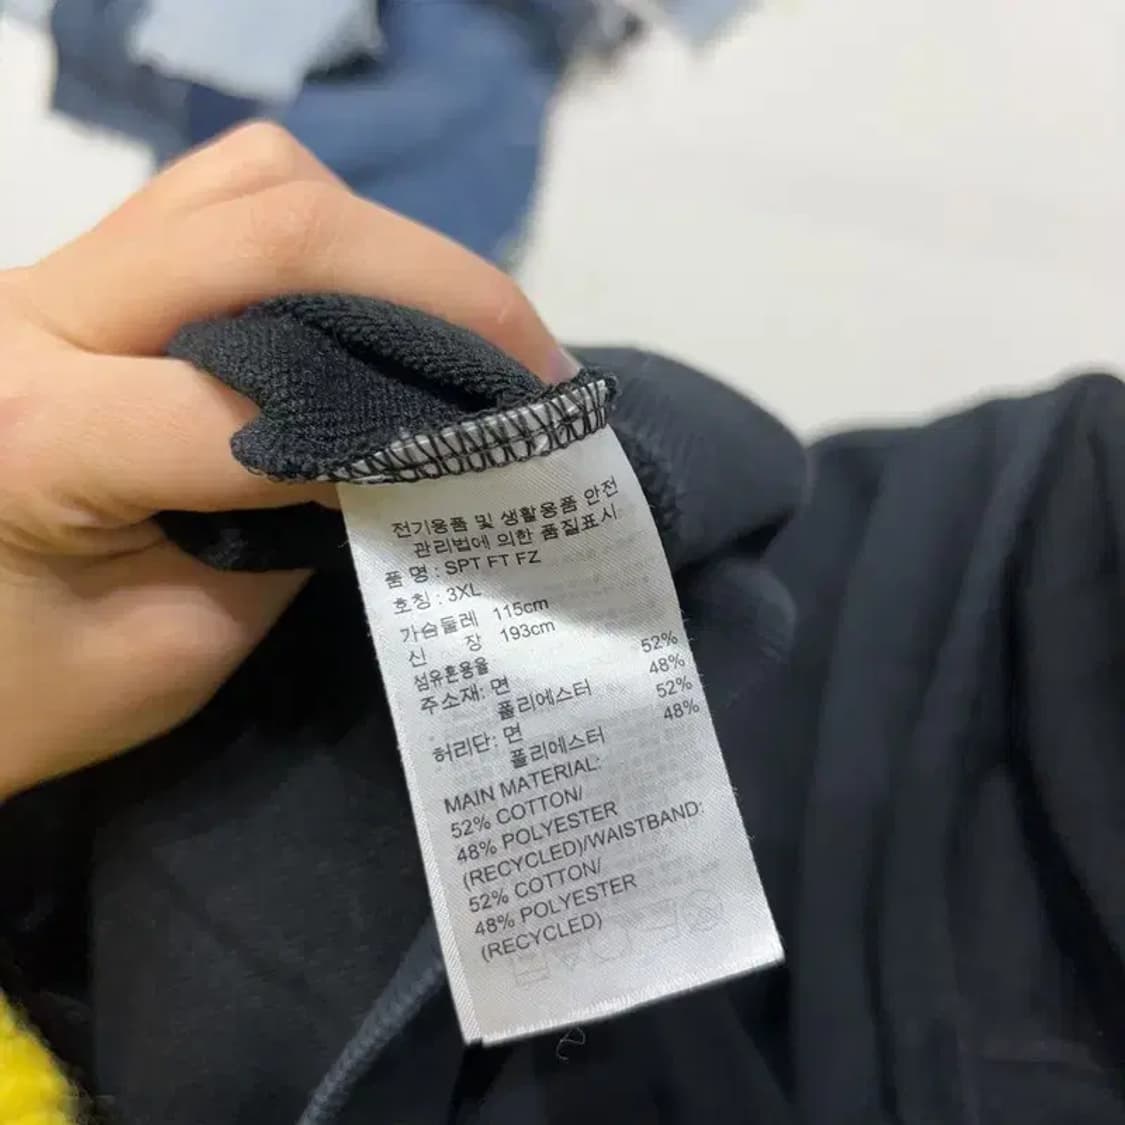 전기용품 및 생활용품 안전
관리법에 의한 품질표시
품 명 : SPT FT FZ
호칭 : 3XL
가슴둘레 115cm
신 장 193cm
섬유혼용율
주소재: 면 52%
폴리에스터 48%
허리단: 면 52%
폴리에스터 48%
MAIN MATERIAL:
52% COTTON/
48% POLYESTER
(RECYCLED)/WAISTBAND:
52% COTTON/
48% POLYESTER
(RECYCLED)